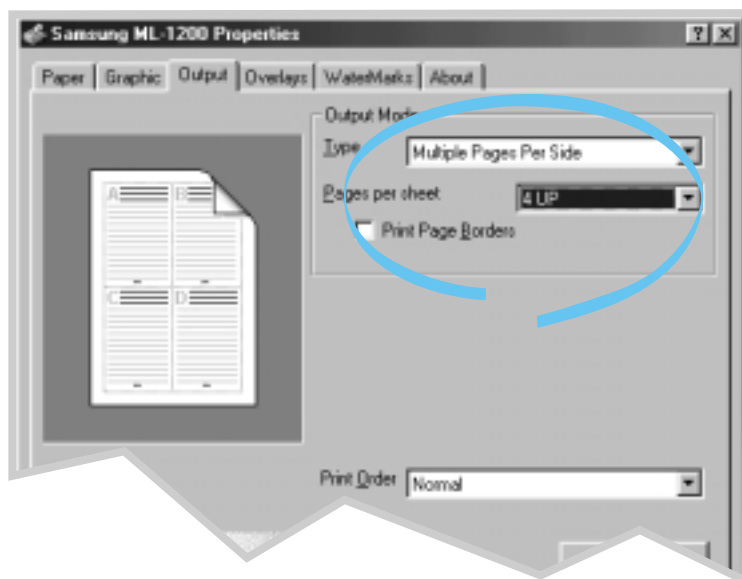 Samsung ML-1200 Properties
Paper Graphic Output Overlays WaterMarks About
Output Mode
Type Multiple Pages Per Side
Pages per sheet 4 UP
Print Page Borders
A B
C D
Print Order Normal